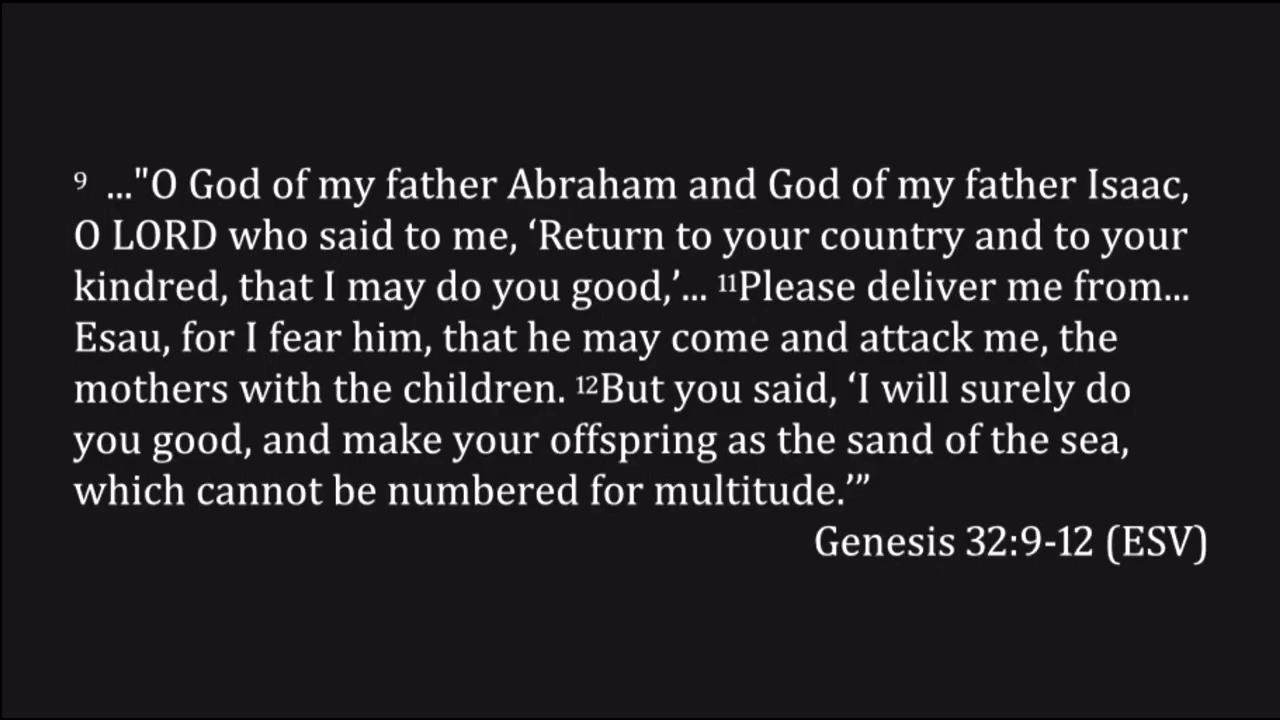 9 ..."O God of my father Abraham and God of my father Isaac,
O LORD who said to me, ‘Return to your country and to your
kindred, that I may do you good,’... 11Please deliver me from...
Esau, for I fear him, that he may come and attack me, the
mothers with the children. 12But you said, ‘I will surely do
you good, and make your offspring as the sand of the sea,
which cannot be numbered for multitude.’”
Genesis 32:9-12 (ESV)